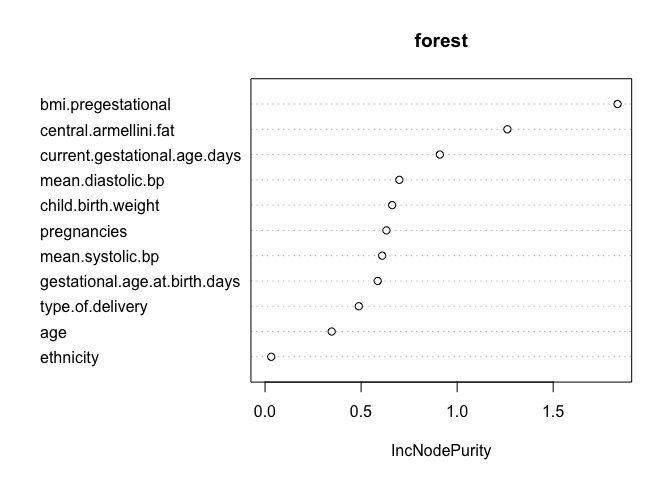 forest
bmi.pregestational
central.armellini.fat
current.gestational.age.days
mean.diastolic.bp
child.birth.weight
pregnancies
mean.systolic.bp
gestational.age.at.birth.days
type.of.delivery
age
ethnicity
0.0 0.5 1.0 1.5
IncNodePurity